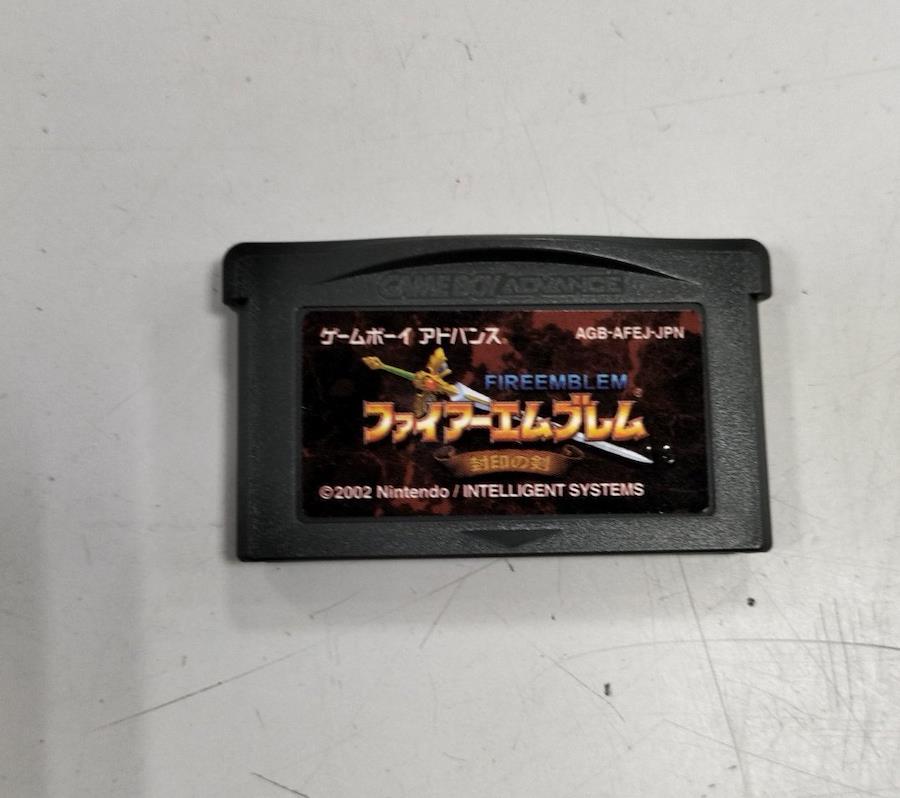 GAME BOY ADVANCE
ゲームボーイ アドバンス
AGB-AFEJ-JPN
FIREEMBLEM
ファイアーエムブレム
封印の剣
©2002 Nintendo / INTELLIGENT SYSTEMS